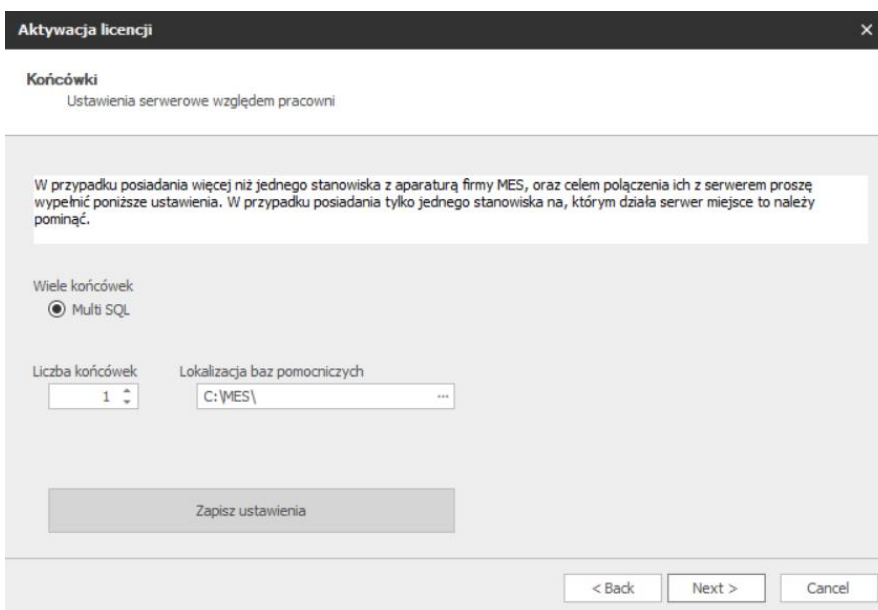 Aktywacja licencji
Końcówki
Ustawienia serwerowe względem pracowni
W przypadku posiadania więcej niż jednego stanowiska z aparaturą firmy MES, oraz celem połączenia ich z serwerem proszę
wypełnić poniższe ustawienia. W przypadku posiadania tylko jednego stanowiska na, którym działa serwer miejsce to należy
pominąć.
Wiele końcówek
Multi SQL
Liczba końcówek Lokalizacja baz pomocniczych
1 C:\MES\ ...
Zapisz ustawienia
< Back Next > Cancel